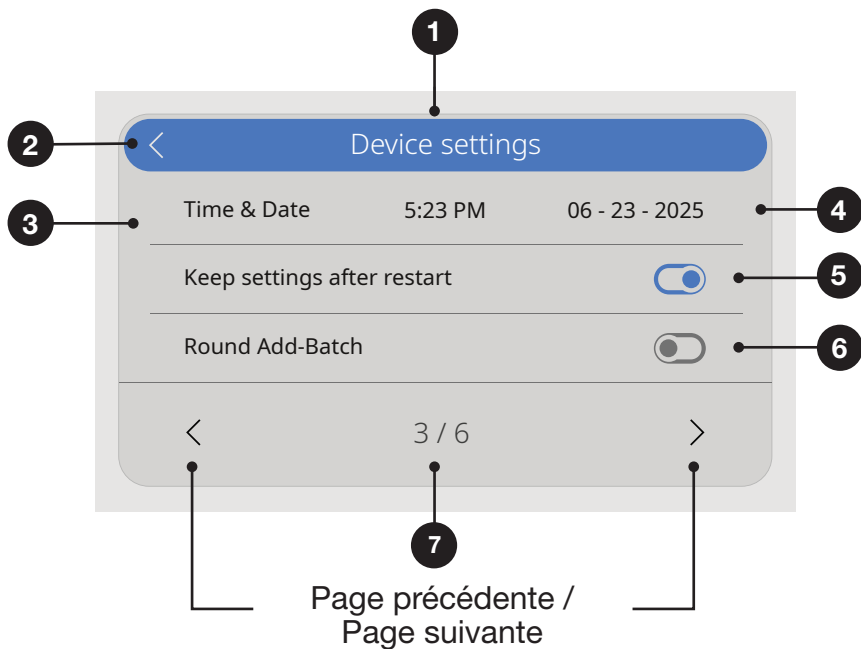 1
2
Device settings
3
Time & Date 5:23 PM 06 - 23 - 2025
4
Keep settings after restart
5
Round Add-Batch
6
3 / 6
7
Page précédente /
Page suivante